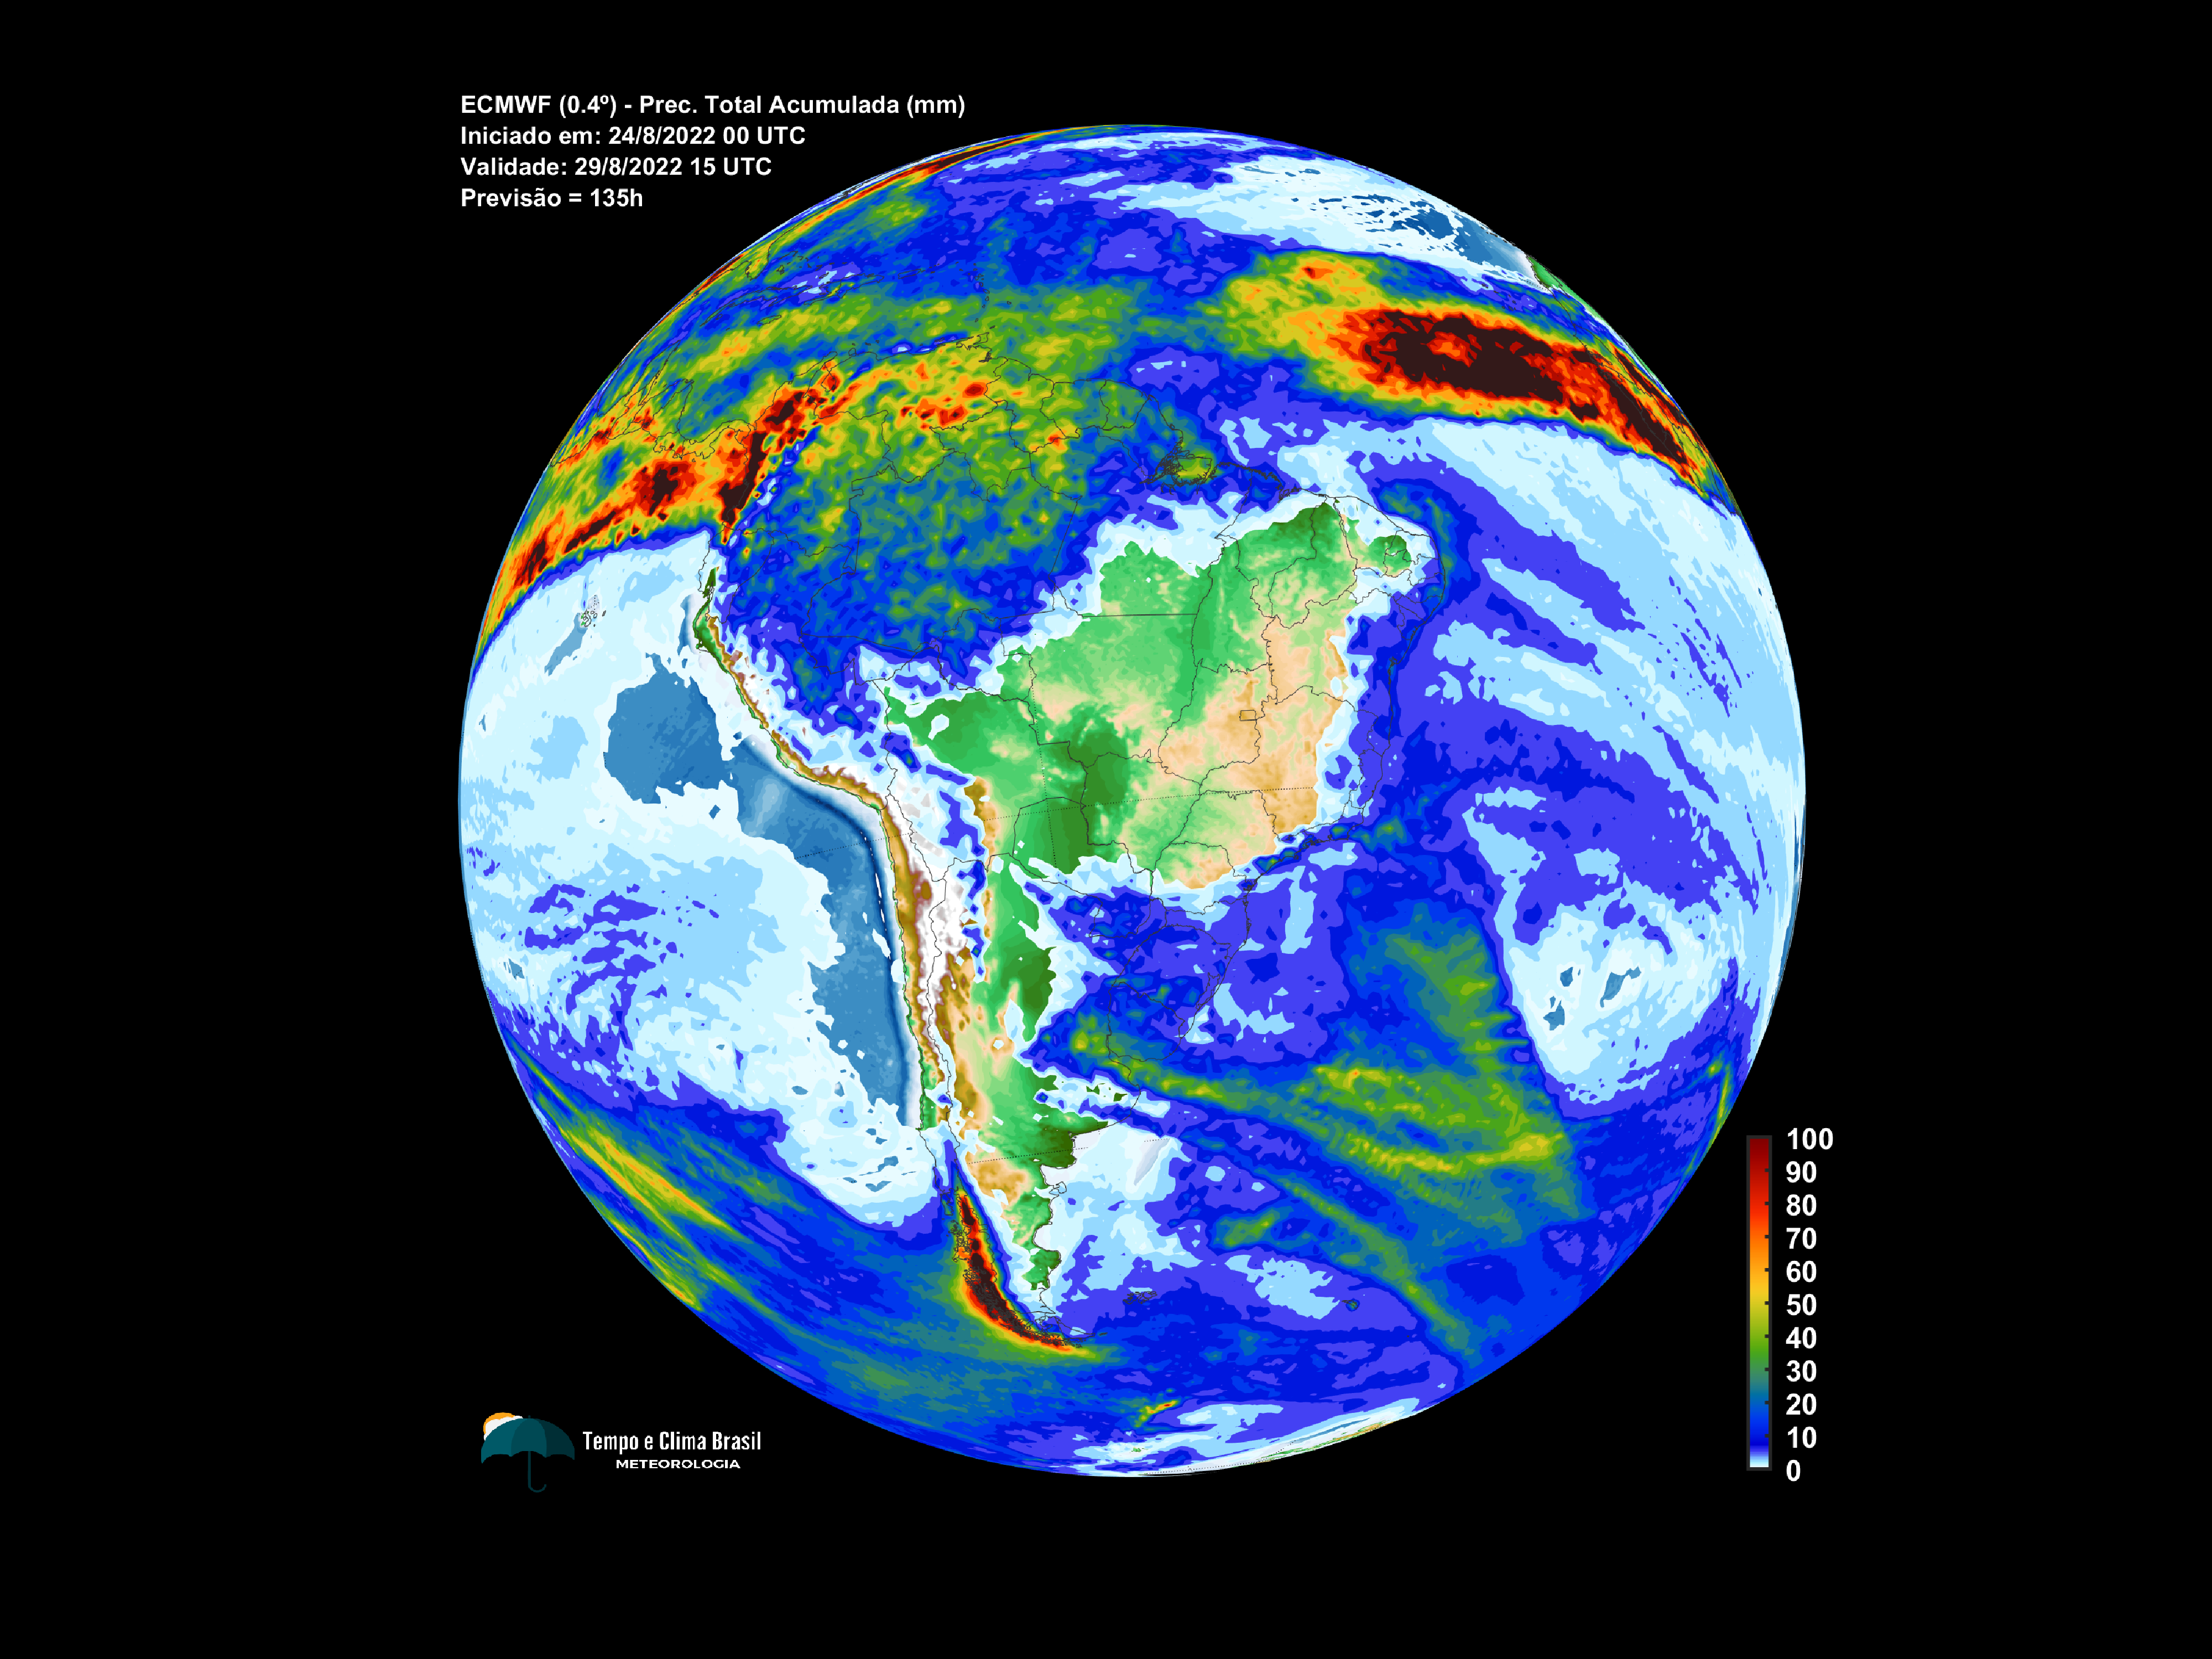 ECMWF (0.4º) - Prec. Total Acumulada (mm)
Iniciado em: 24/8/2022 00 UTC
Validade: 29/8/2022 15 UTC
Previsão = 135h
100
90
80
70
60
50
40
30
20
10
0
Tempo e Clima Brasil
METEOROLOGIA